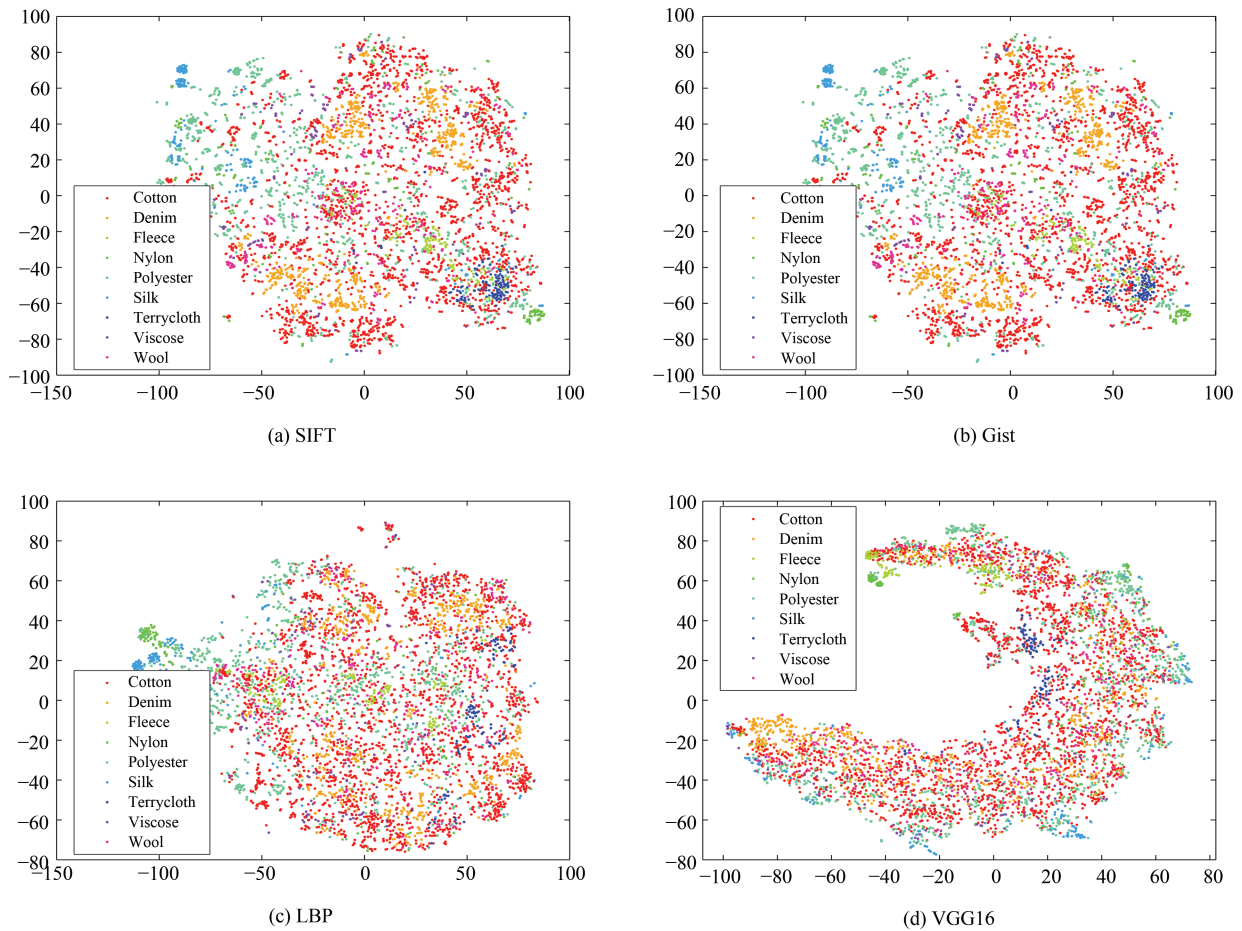 100
80
60
40
20
0
−20
−40
−60
−80
−100
−150
−100
−50
0
50
100
Cotton
Denim
Fleece
Nylon
Polyester
Silk
Terrycloth
Viscose
Wool
(a) SIFT
100
80
60
40
20
0
−20
−40
−60
−80
−100
−150
−100
−50
0
50
100
Cotton
Denim
Fleece
Nylon
Polyester
Silk
Terrycloth
Viscose
Wool
(b) Gist
100
80
60
40
20
0
−20
−40
−60
−80
−150
−100
−50
0
50
100
Cotton
Denim
Fleece
Nylon
Polyester
Silk
Terrycloth
Viscose
Wool
(c) LBP
100
80
60
40
20
0
−20
−40
−60
−80
−100
−80
−60
−40
−20
0
20
40
60
80
Cotton
Denim
Fleece
Nylon
Polyester
Silk
Terrycloth
Viscose
Wool
(d) VGG16